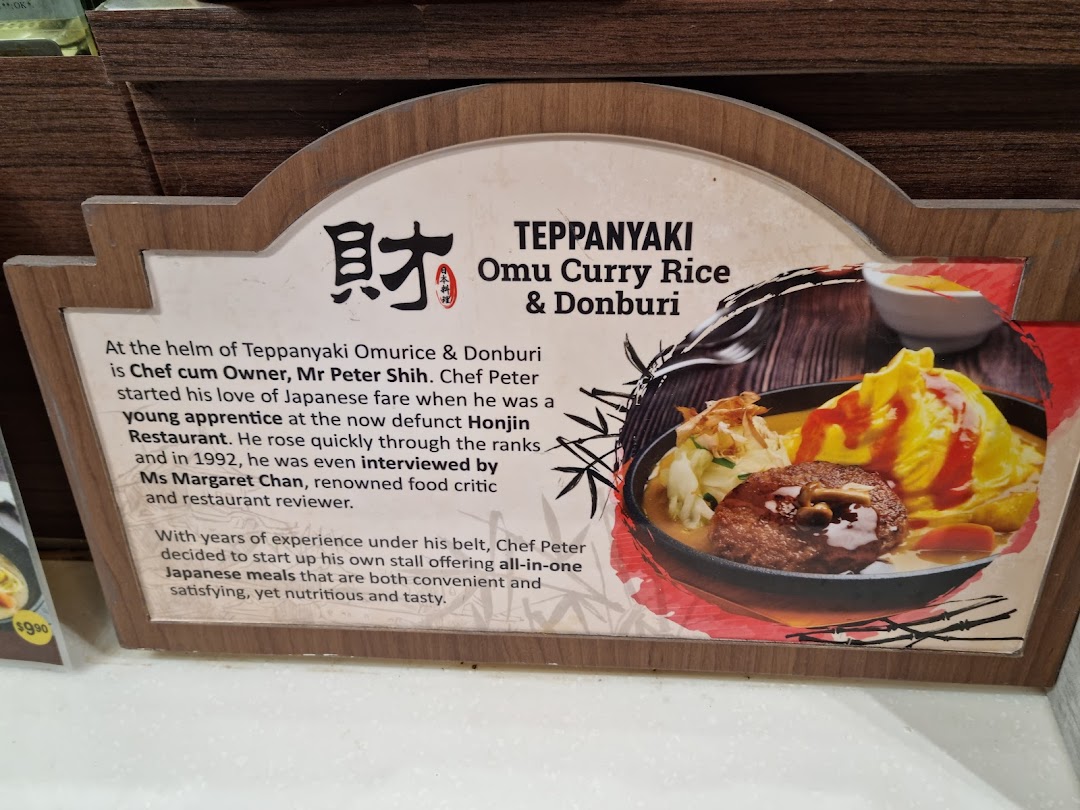 OK
財
日本料理
TEPPANYAKI
Omu Curry Rice
& Donburi
At the helm of Teppanyaki Omurice & Donburi
is Chef cum Owner, Mr Peter Shih. Chef Peter
started his love of Japanese fare when he was a
young apprentice at the now defunct Honjin
Restaurant. He rose quickly through the ranks
and in 1992, he was even interviewed by
Ms Margaret Chan, renowned food critic
and restaurant reviewer.
With years of experience under his belt, Chef Peter
decided to start up his own stall offering all-in-one
Japanese meals that are both convenient and
satisfying, yet nutritious and tasty.
$9.90